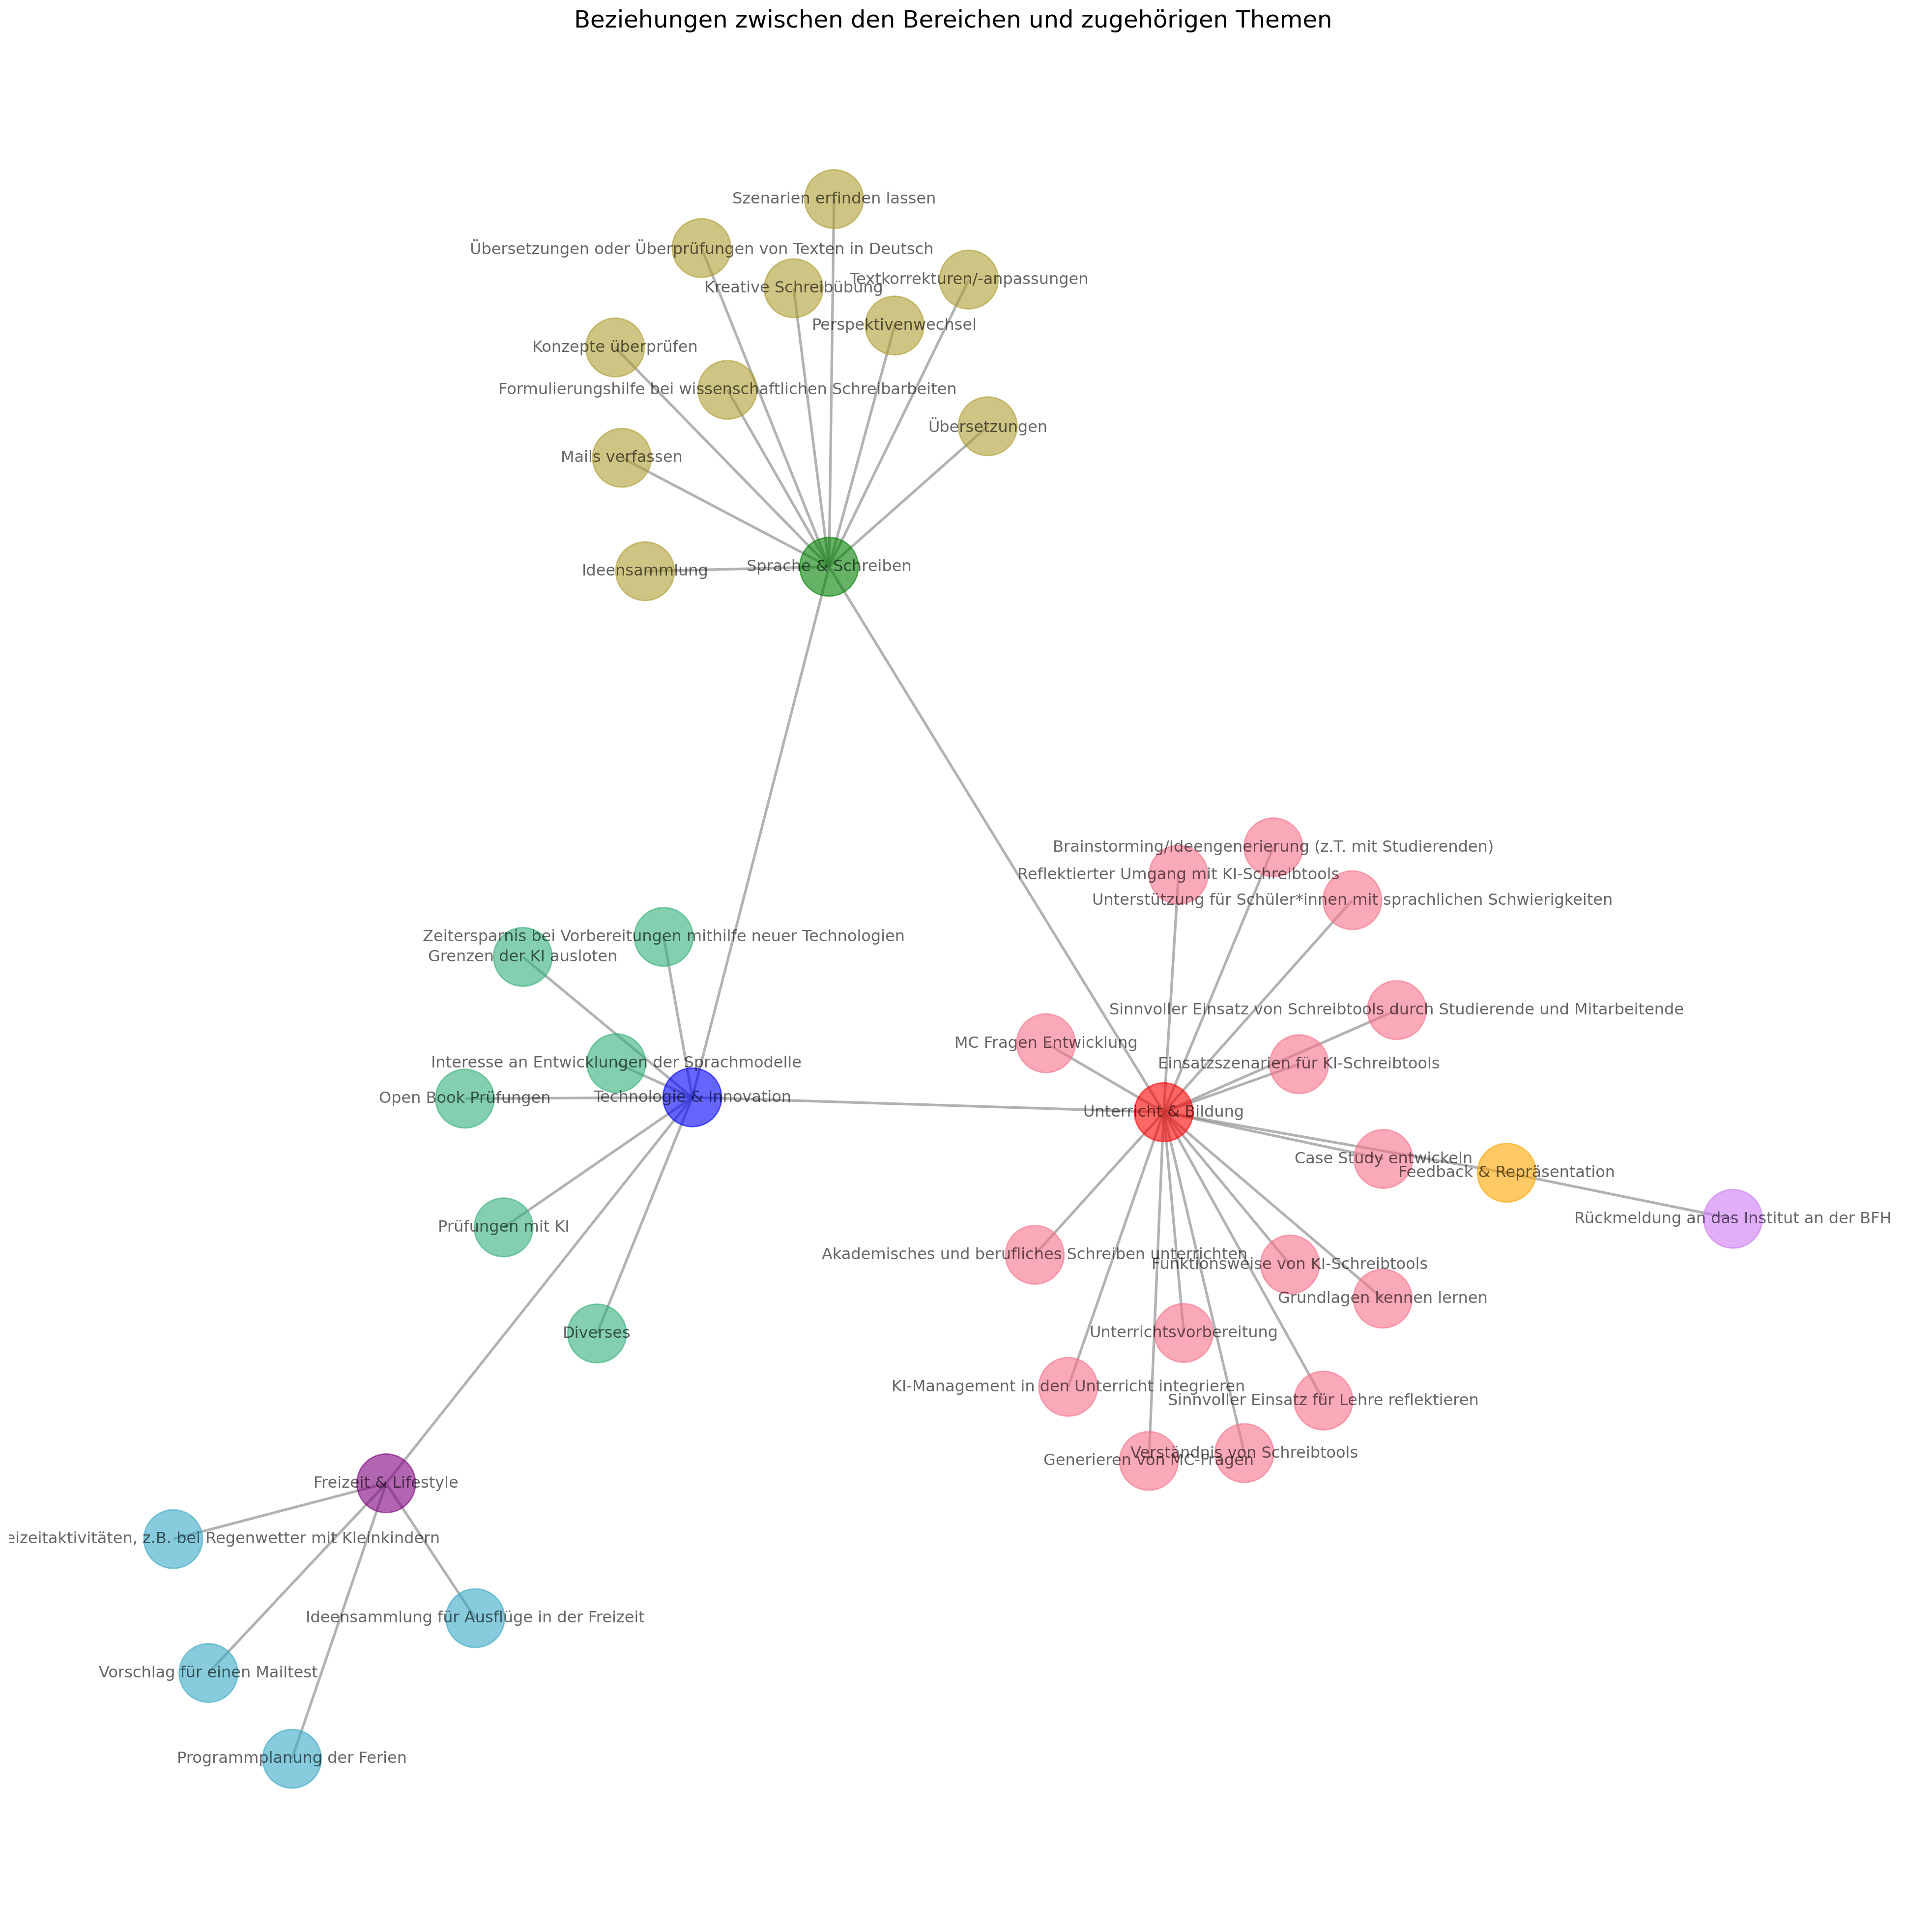 Beziehungen zwischen den Bereichen und zugehörigen Themen
Szenarien erfinden lassen
Übersetzungen oder Überprüfungen von Texten in Deutsch
Textkorrekturen/-anpassungen
Kreative Schreibübung
Perspektivenwechsel
Konzepte überprüfen
Formulierungshilfe bei wissenschaftlichen Schreibarbeiten
Übersetzungen
Mails verfassen
Sprache & Schreiben
Ideensammlung
Brainstorming/Ideengenerierung (z.T. mit Studierenden)
Reflektierter Umgang mit KI-Schreibtools
Unterstützung für Schüler*innen mit sprachlichen Schwierigkeiten
Zeitersparnis bei Vorbereitungen mithilfe neuer Technologien
Grenzen der KI ausloten
Sinnvoller Einsatz von Schreibtools durch Studierende und Mitarbeitende
MC Fragen Entwicklung
Interesse an Entwicklungen der Sprachmodelle
Einsatzszenarien für KI-Schreibtools
Open Book Prüfungen
Technologie & Innovation
Unterricht & Bildung
Case Study entwickeln
Feedback & Repräsentation
Rückmeldung an das Institut an der BFH
Prüfungen mit KI
Akademisches und berufliches Schreiben unterrichten
Funktionsweise von KI-Schreibtools
Grundlagen kennen lernen
Diverses
Unterrichtsvorbereitung
KI-Management in den Unterricht integrieren
Sinnvoller Einsatz für Lehre reflektieren
Verständnis von Schreibtools
Generieren von MC-Fragen
Freizeit & Lifestyle
eizeitaktivitäten, z.B. bei Regenwetter mit Kleinkindern
Ideensammlung für Ausflüge in der Freizeit
Vorschlag für einen Mailtest
Programmplanung der Ferien